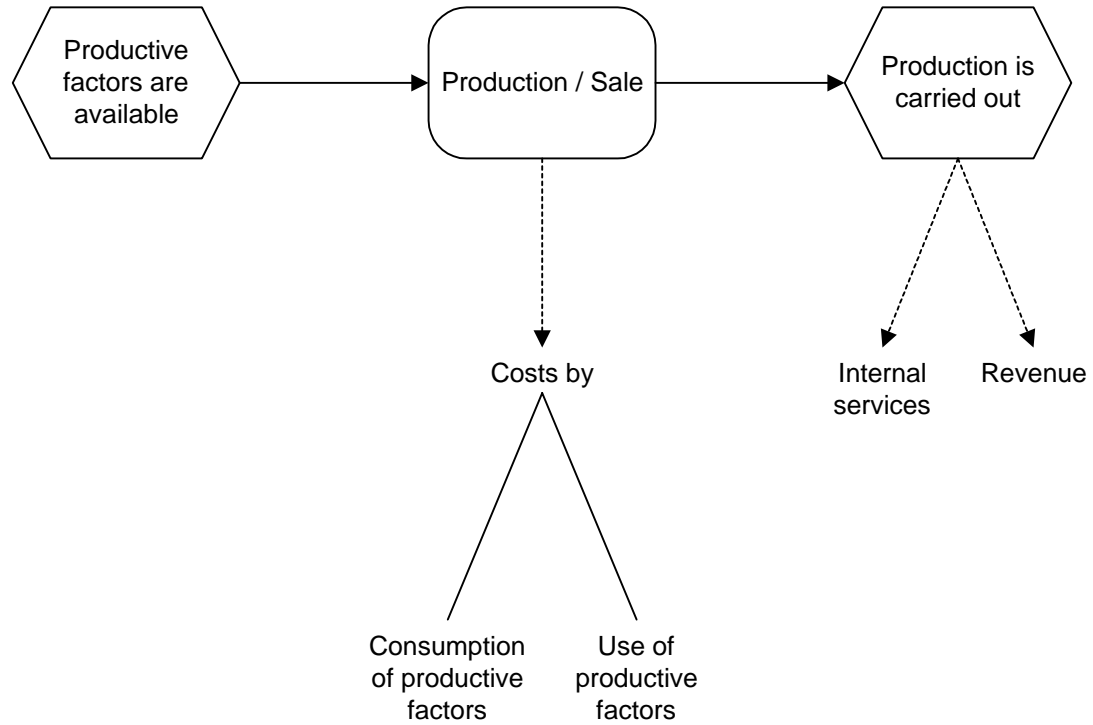 Productive
factors are
available
Production / Sale
Production is
carried out
Costs by
Internal
services
Revenue
Consumption
of productive
factors
Use of
productive
factors